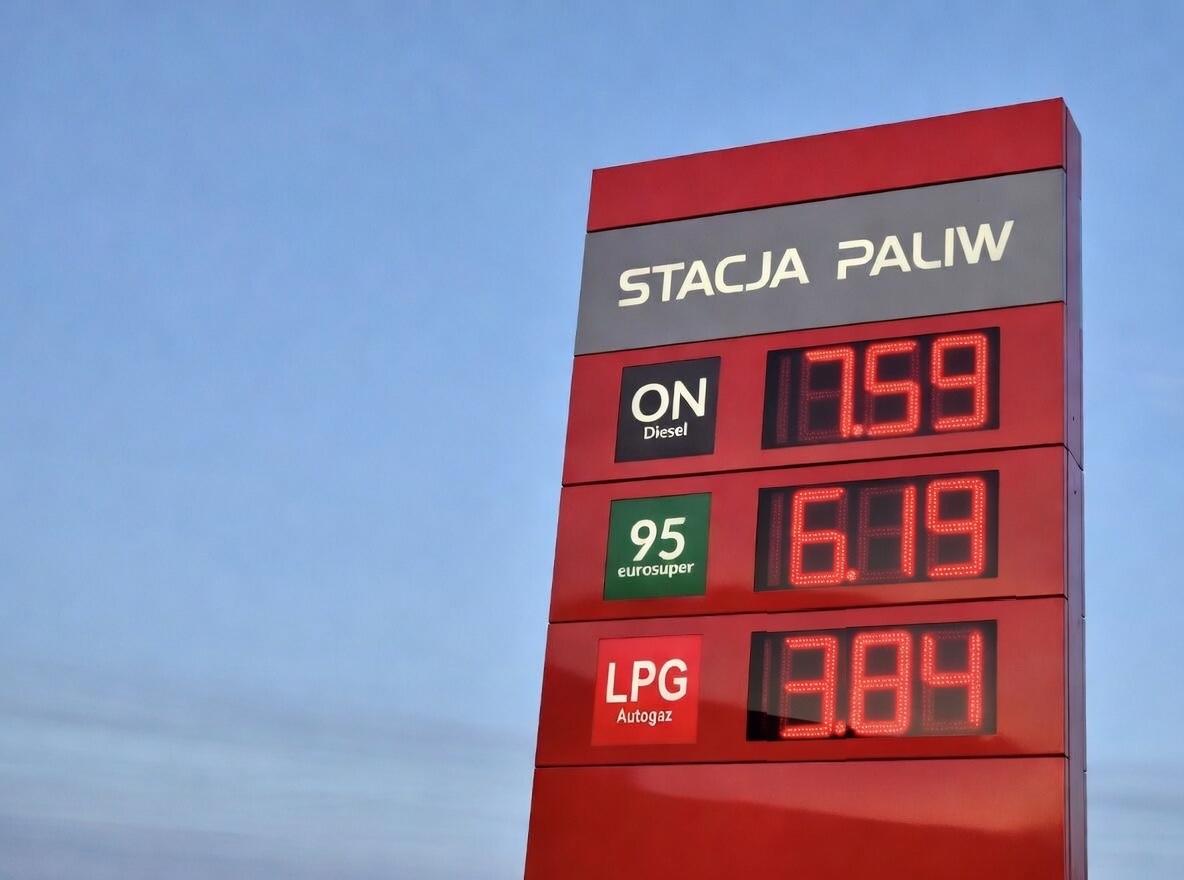 STACJA PALIW
ON
Diesel
7.59
95
eurosuper
6.19
LPG
Autogaz
3.84